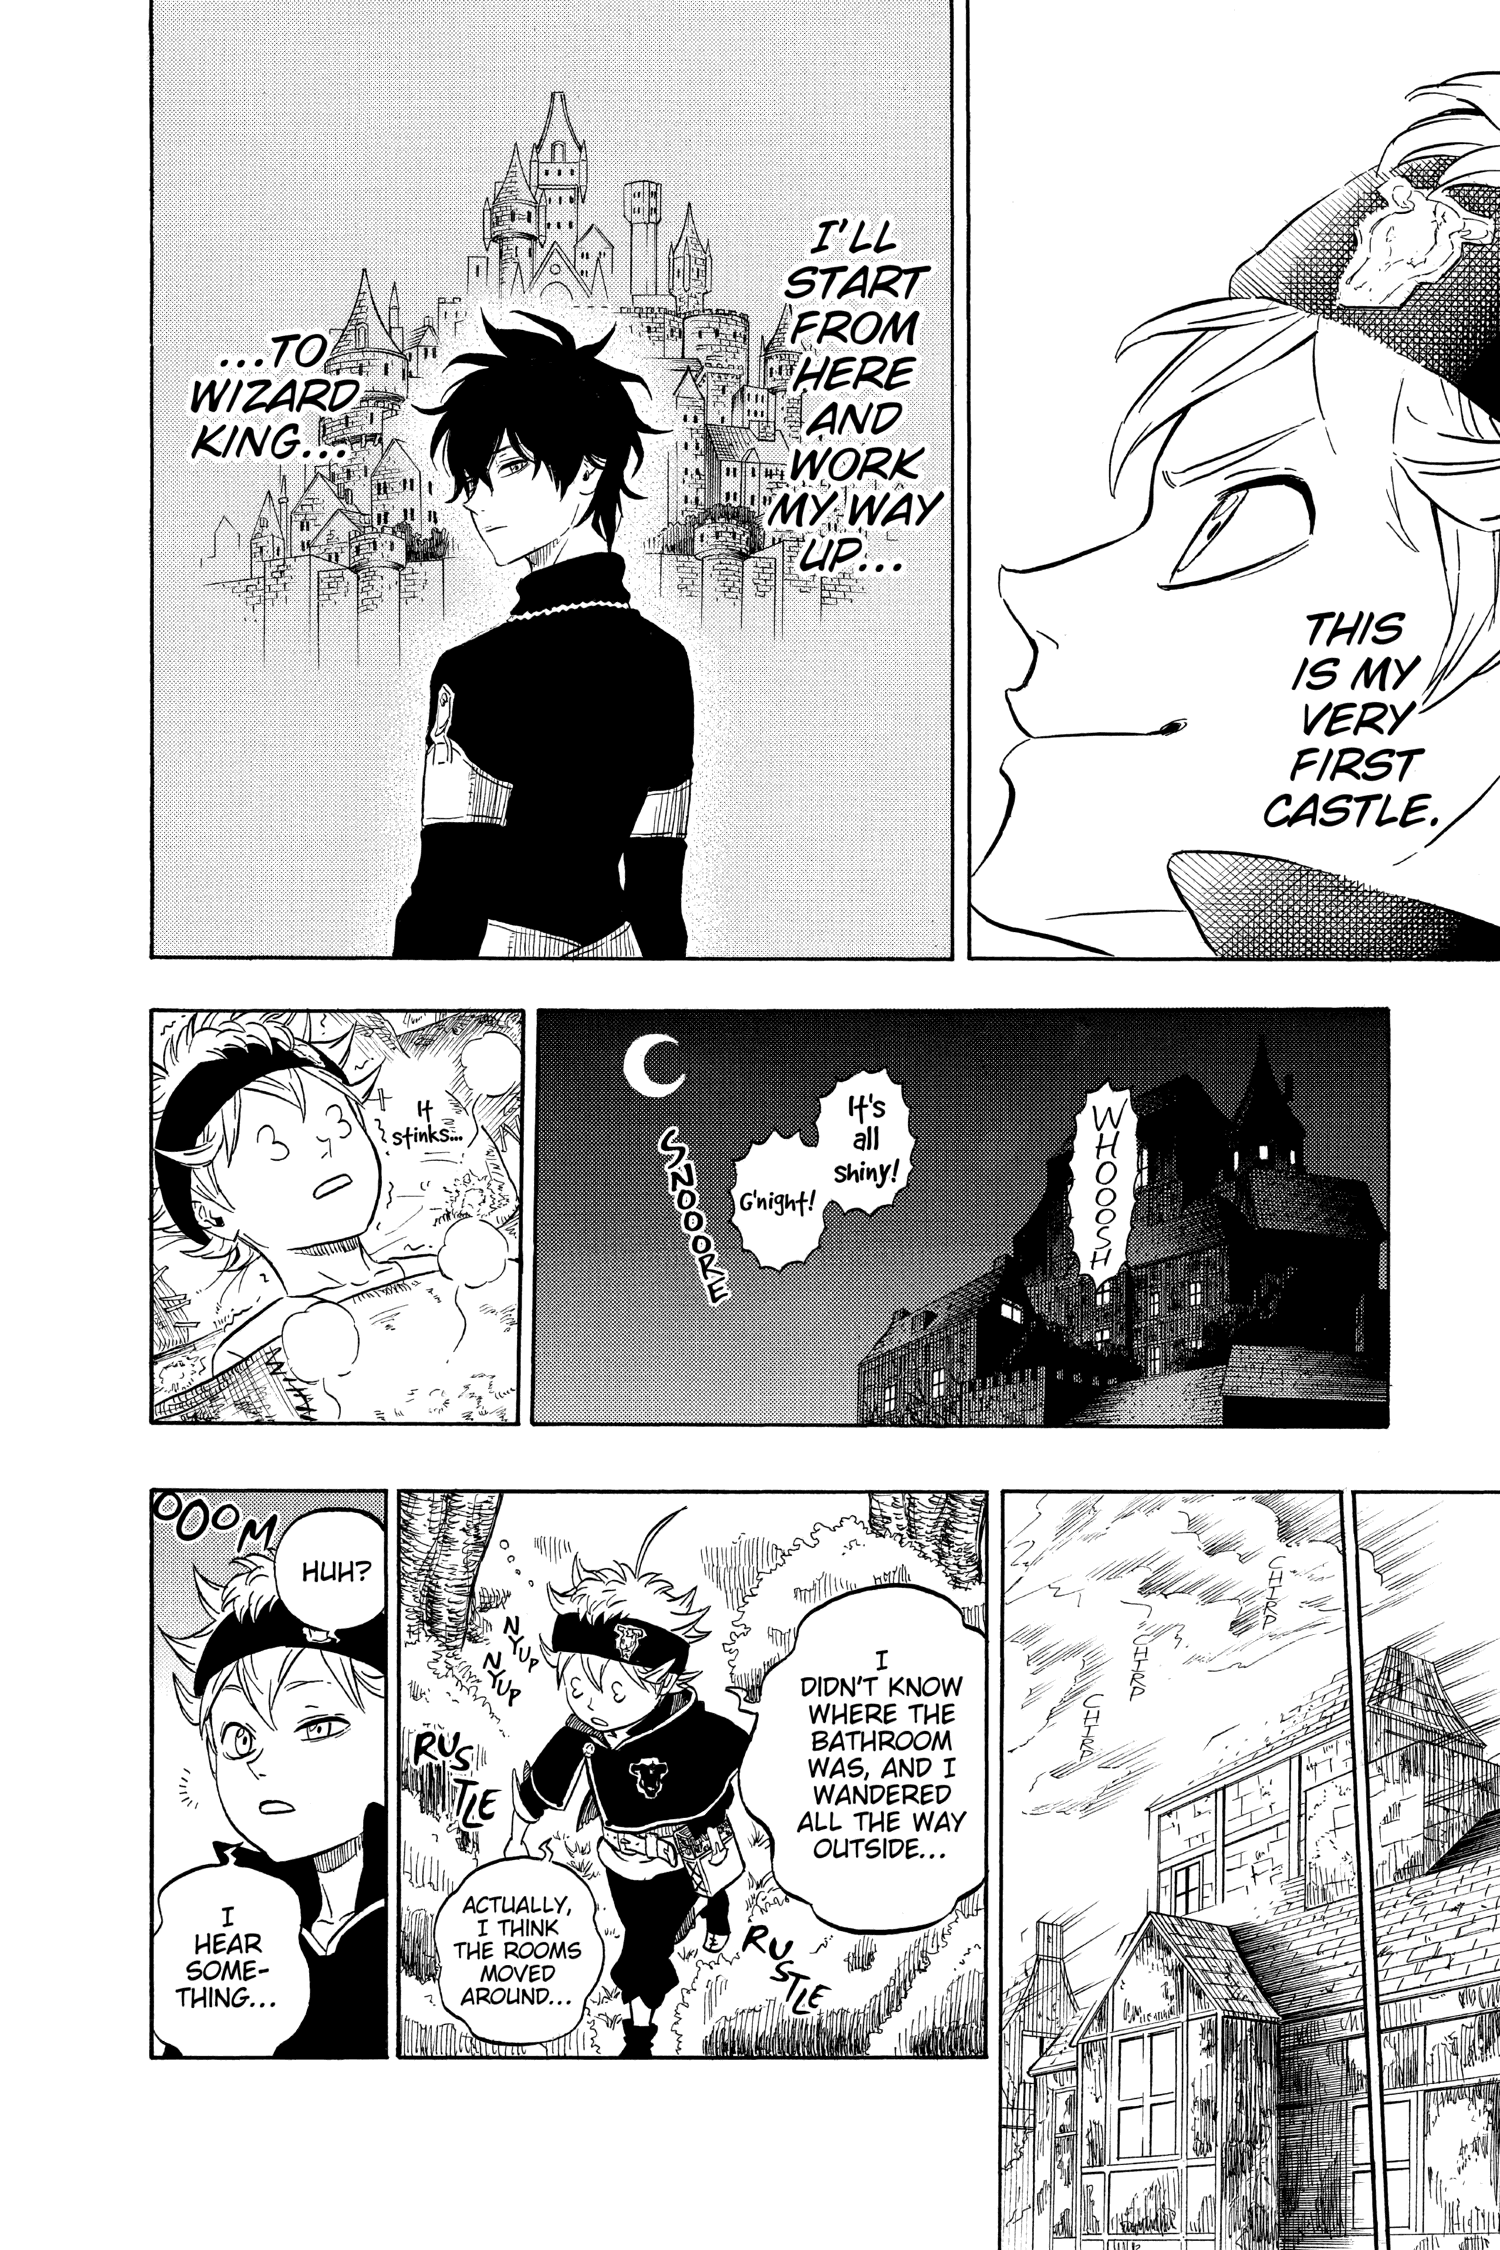 THIS
IS MY
VERY
FIRST
CASTLE.
I'LL
START
FROM
HERE
AND
WORK
MY WAY
UP...
...TO
WIZARD
KING...
WHOOOSH
It's
all
shiny!
G'night!
SNOOORE
It
stinks...
CHIRP
CHIRP
CHIRP
I
DIDN'T KNOW
WHERE THE
BATHROOM
WAS, AND I
WANDERED
ALL THE WAY
OUTSIDE...
NYUP
NYUP
RUSTLE
ACTUALLY,
I THINK
THE ROOMS
MOVED
AROUND...
RUSTLE
OOOM
HUH?
I
HEAR
SOME-
THING...